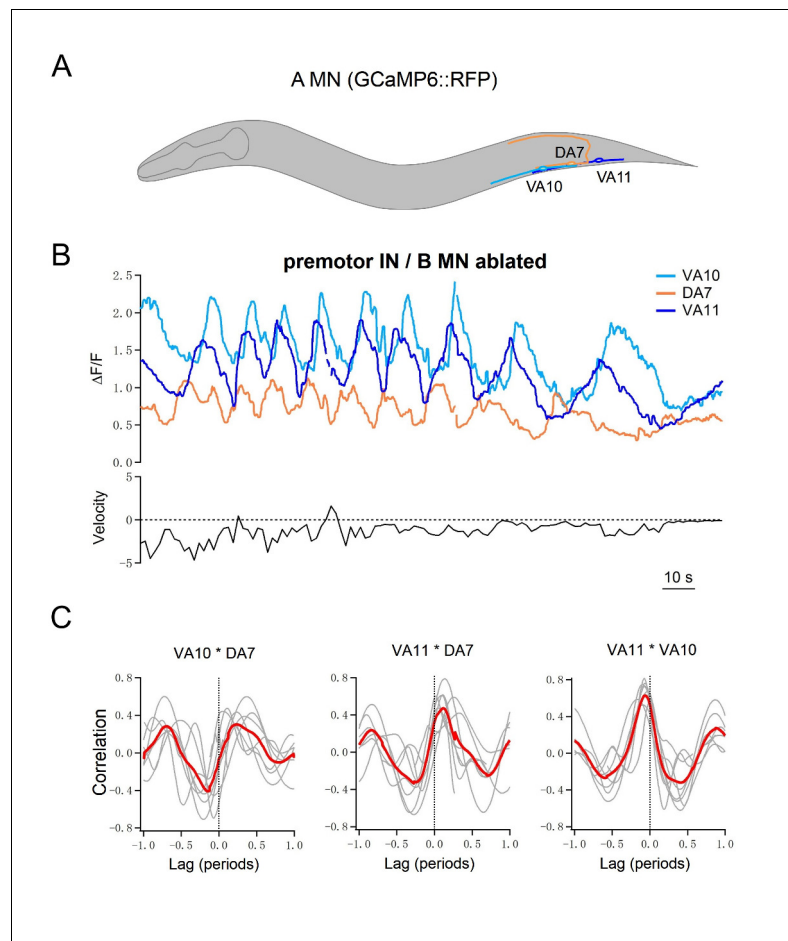 A
A MN (GCaMP6::RFP)
DA7
VA10
VA11
B
premotor IN / B MN ablated
VA10
DA7
VA11
2.5
2.0
1.5
1.0
0.5
0.0
ΔF/F
5
0
-5
Velocity
10 s
C
VA10 * DA7
VA11 * DA7
VA11 * VA10
Correlation
0.8
0.4
0.0
-0.4
-0.8
-1.0 -0.5 0.0 0.5 1.0
Lag (periods)
0.8
0.4
0.0
-0.4
-0.8
-1.0 -0.5 0.0 0.5 1.0
Lag (periods)
0.8
0.4
0.0
-0.4
-0.8
-1.0 -0.5 0.0 0.5 1.0
Lag (periods)